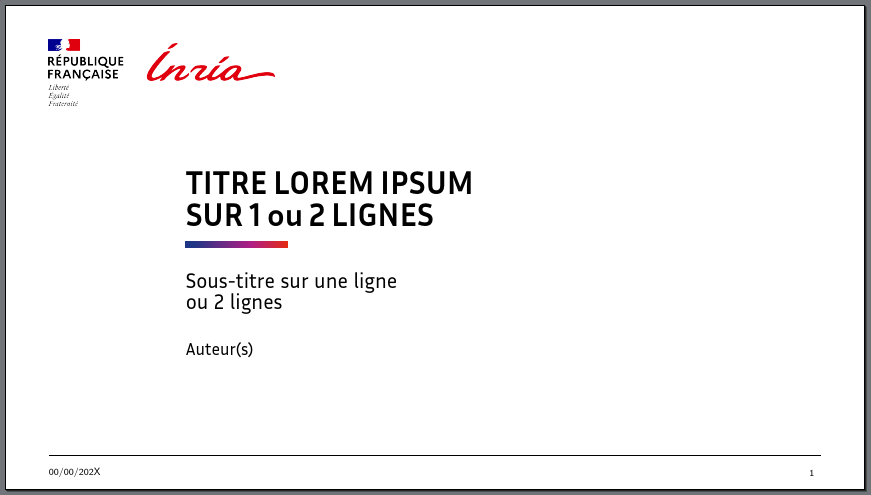 RÉPUBLIQUE
FRANÇAISE
Liberté
Égalité
Fraternité
Inria
TITRE LOREM IPSUM
SUR 1 ou 2 LIGNES
Sous-titre sur une ligne
ou 2 lignes
Auteur(s)
00/00/202X
1